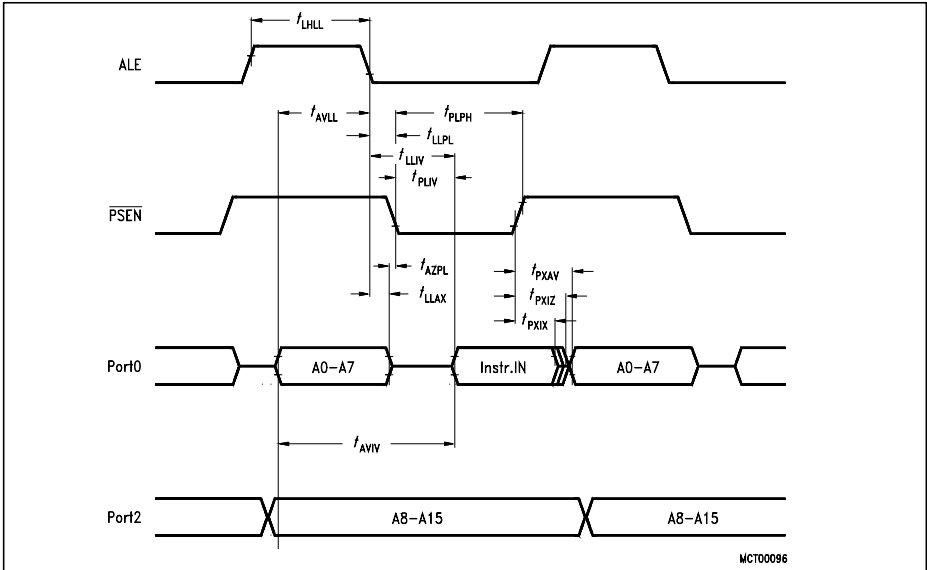 tLHLL
ALE
tAVLL
tPLPH
tLLPL
tLLIV
tPLIV
PSEN
tAZPL
tPXAV
tLLAX
tPXIZ
tPXIX
Port0
A0-A7
Instr.IN
A0-A7
tAVIV
Port2
A8-A15
A8-A15
MCT00096